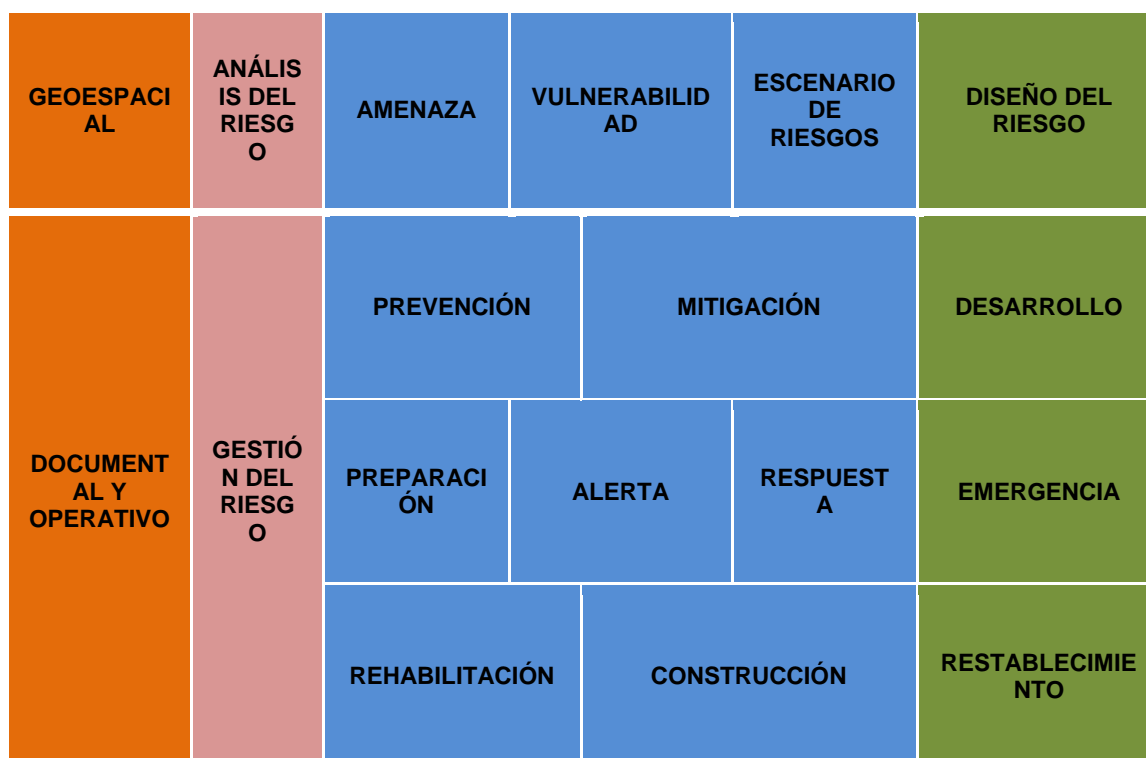 GEOESPACI
AL
ANÁLIS
IS DEL
RIESG
O
AMENAZA
VULNERABILID
AD
ESCENARIO
DE
RIESGOS
DISEÑO DEL
RIESGO
DOCUMENT
AL Y
OPERATIVO
GESTIÓ
N DEL
RIESG
O
PREVENCIÓN
MITIGACIÓN
DESARROLLO
PREPARACI
ÓN
ALERTA
RESPUEST
A
EMERGENCIA
REHABILITACIÓN
CONSTRUCCIÓN
RESTABLECIMIE
NTO